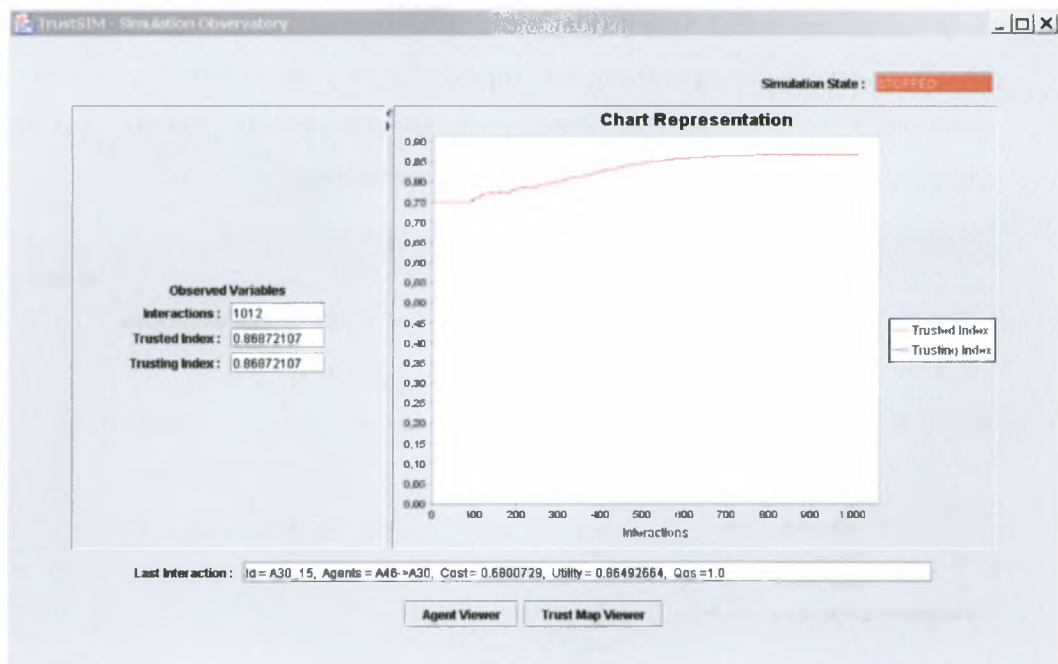 TrustSIM - Simulation Observatory
Simulation State : STOPPED
Chart Representation
0,90
0,85
0,80
0,75
0,70
0,65
0,60
0,55
0,50
0,45
0,40
0,35
0,30
0,25
0,20
0,15
0,10
0,05
0,00
0 100 200 300 400 500 600 700 800 900 1.000
Interactions
Observed Variables
Interactions : 1012
Trusted Index : 0.86872107
Trusting Index : 0.86872107
Trusted Index
Trusting Index
Last Interaction : Id = A30_15, Agents = A46->A30, Cost = 0.6800729, Utility = 0.86492664, Qos =1.0
Agent Viewer Trust Map Viewer